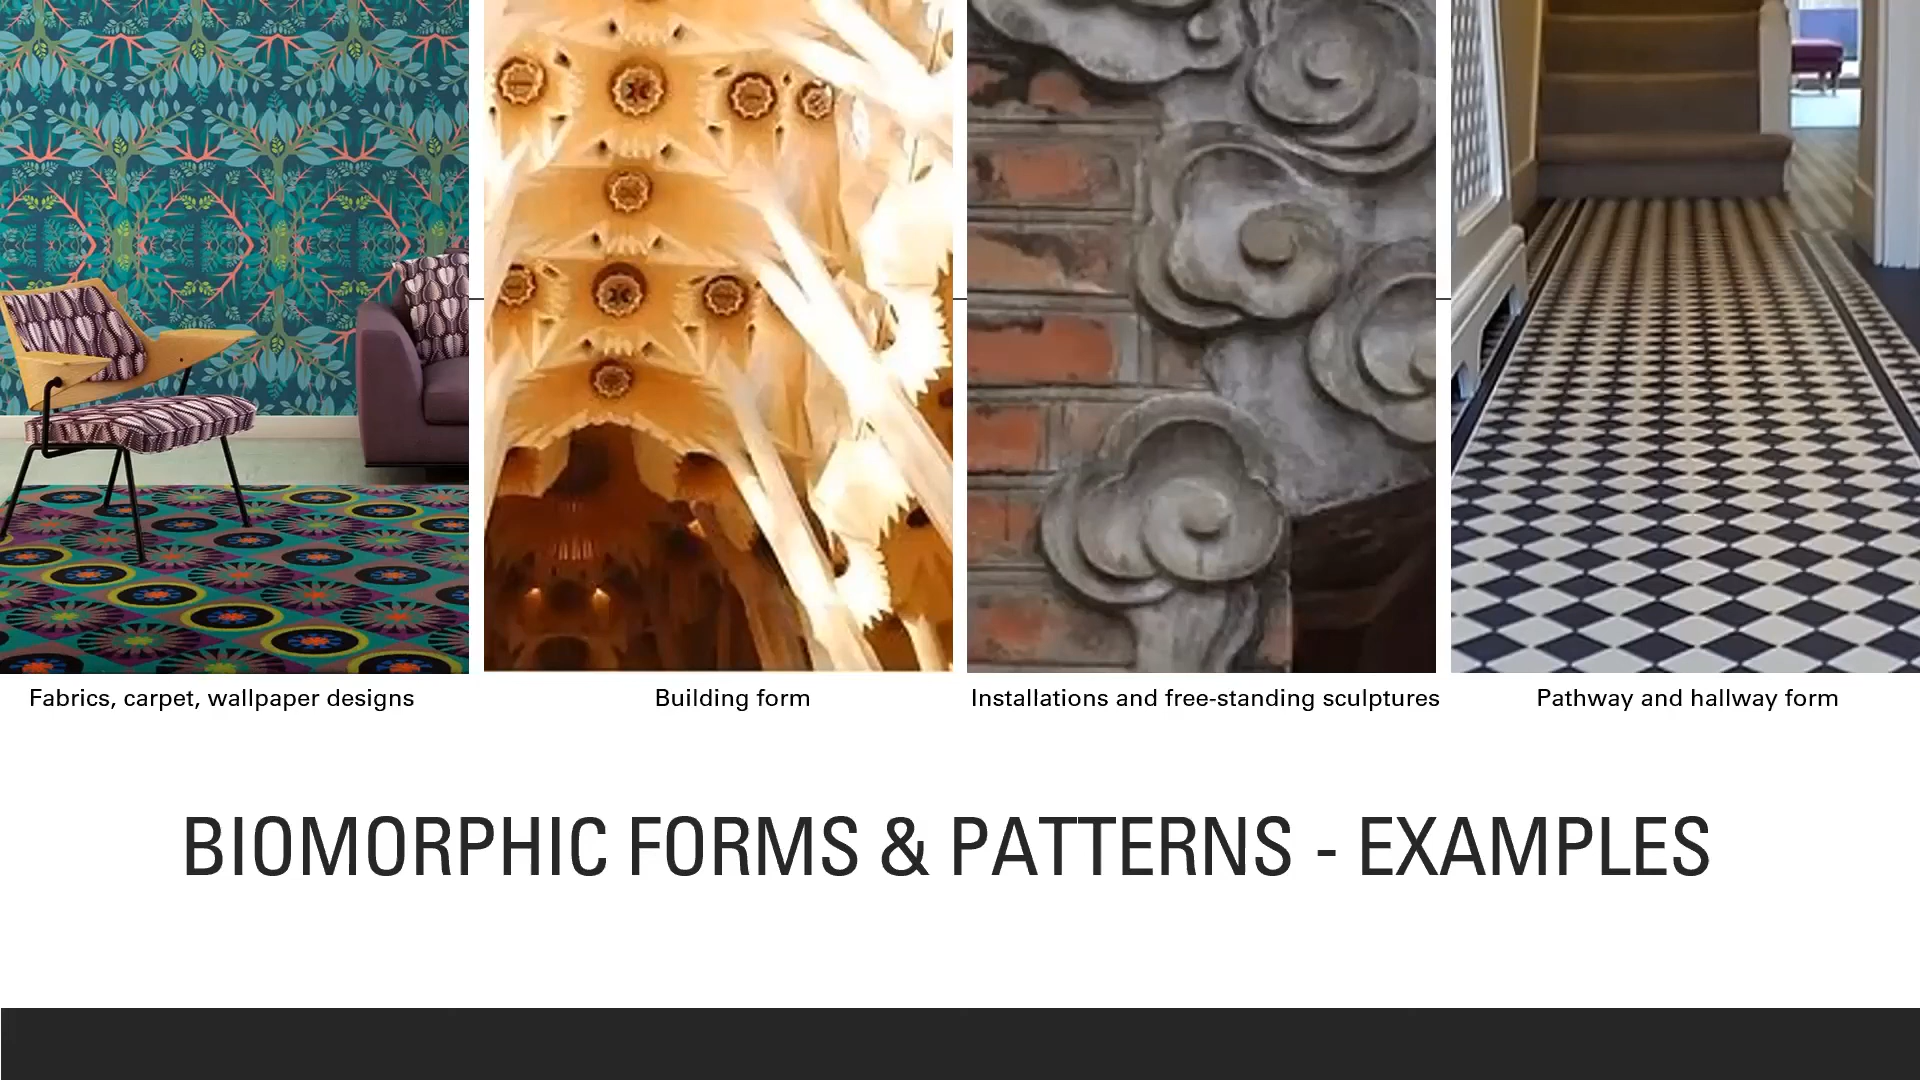 Fabrics, carpet, wallpaper designs
Building form
Installations and free-standing sculptures
Pathway and hallway form
BIOMORPHIC FORMS & PATTERNS - EXAMPLES